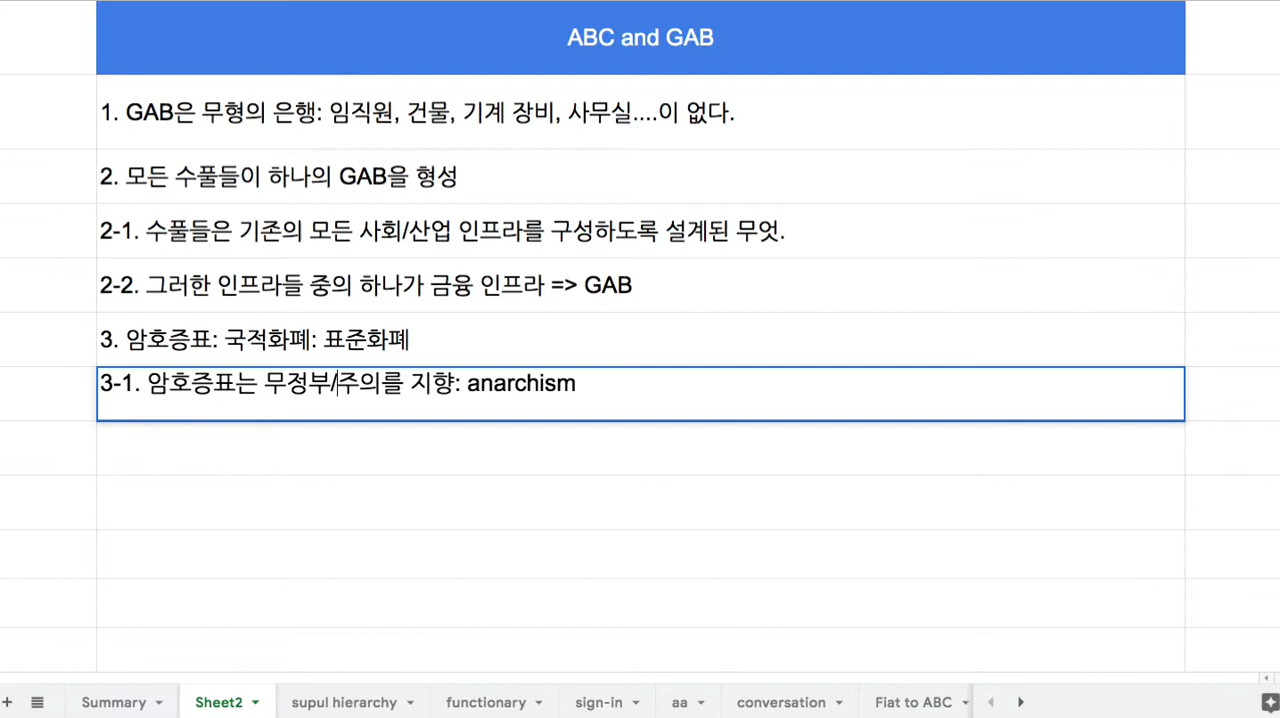 ABC and GAB
1. GAB은 무형의 은행: 임직원, 건물, 기계 장비, 사무실....이 없다.
2. 모든 수풀들이 하나의 GAB을 형성
2-1. 수풀들은 기존의 모든 사회/산업 인프라를 구성하도록 설계된 무엇.
2-2. 그러한 인프라들 중의 하나가 금융 인프라 => GAB
3. 암호증표: 국적화폐: 표준화폐
3-1. 암호증표는 무정부/주의를 지향: anarchism
Summary Sheet2 supul hierarchy functionary sign-in aa conversation Fiat to ABC